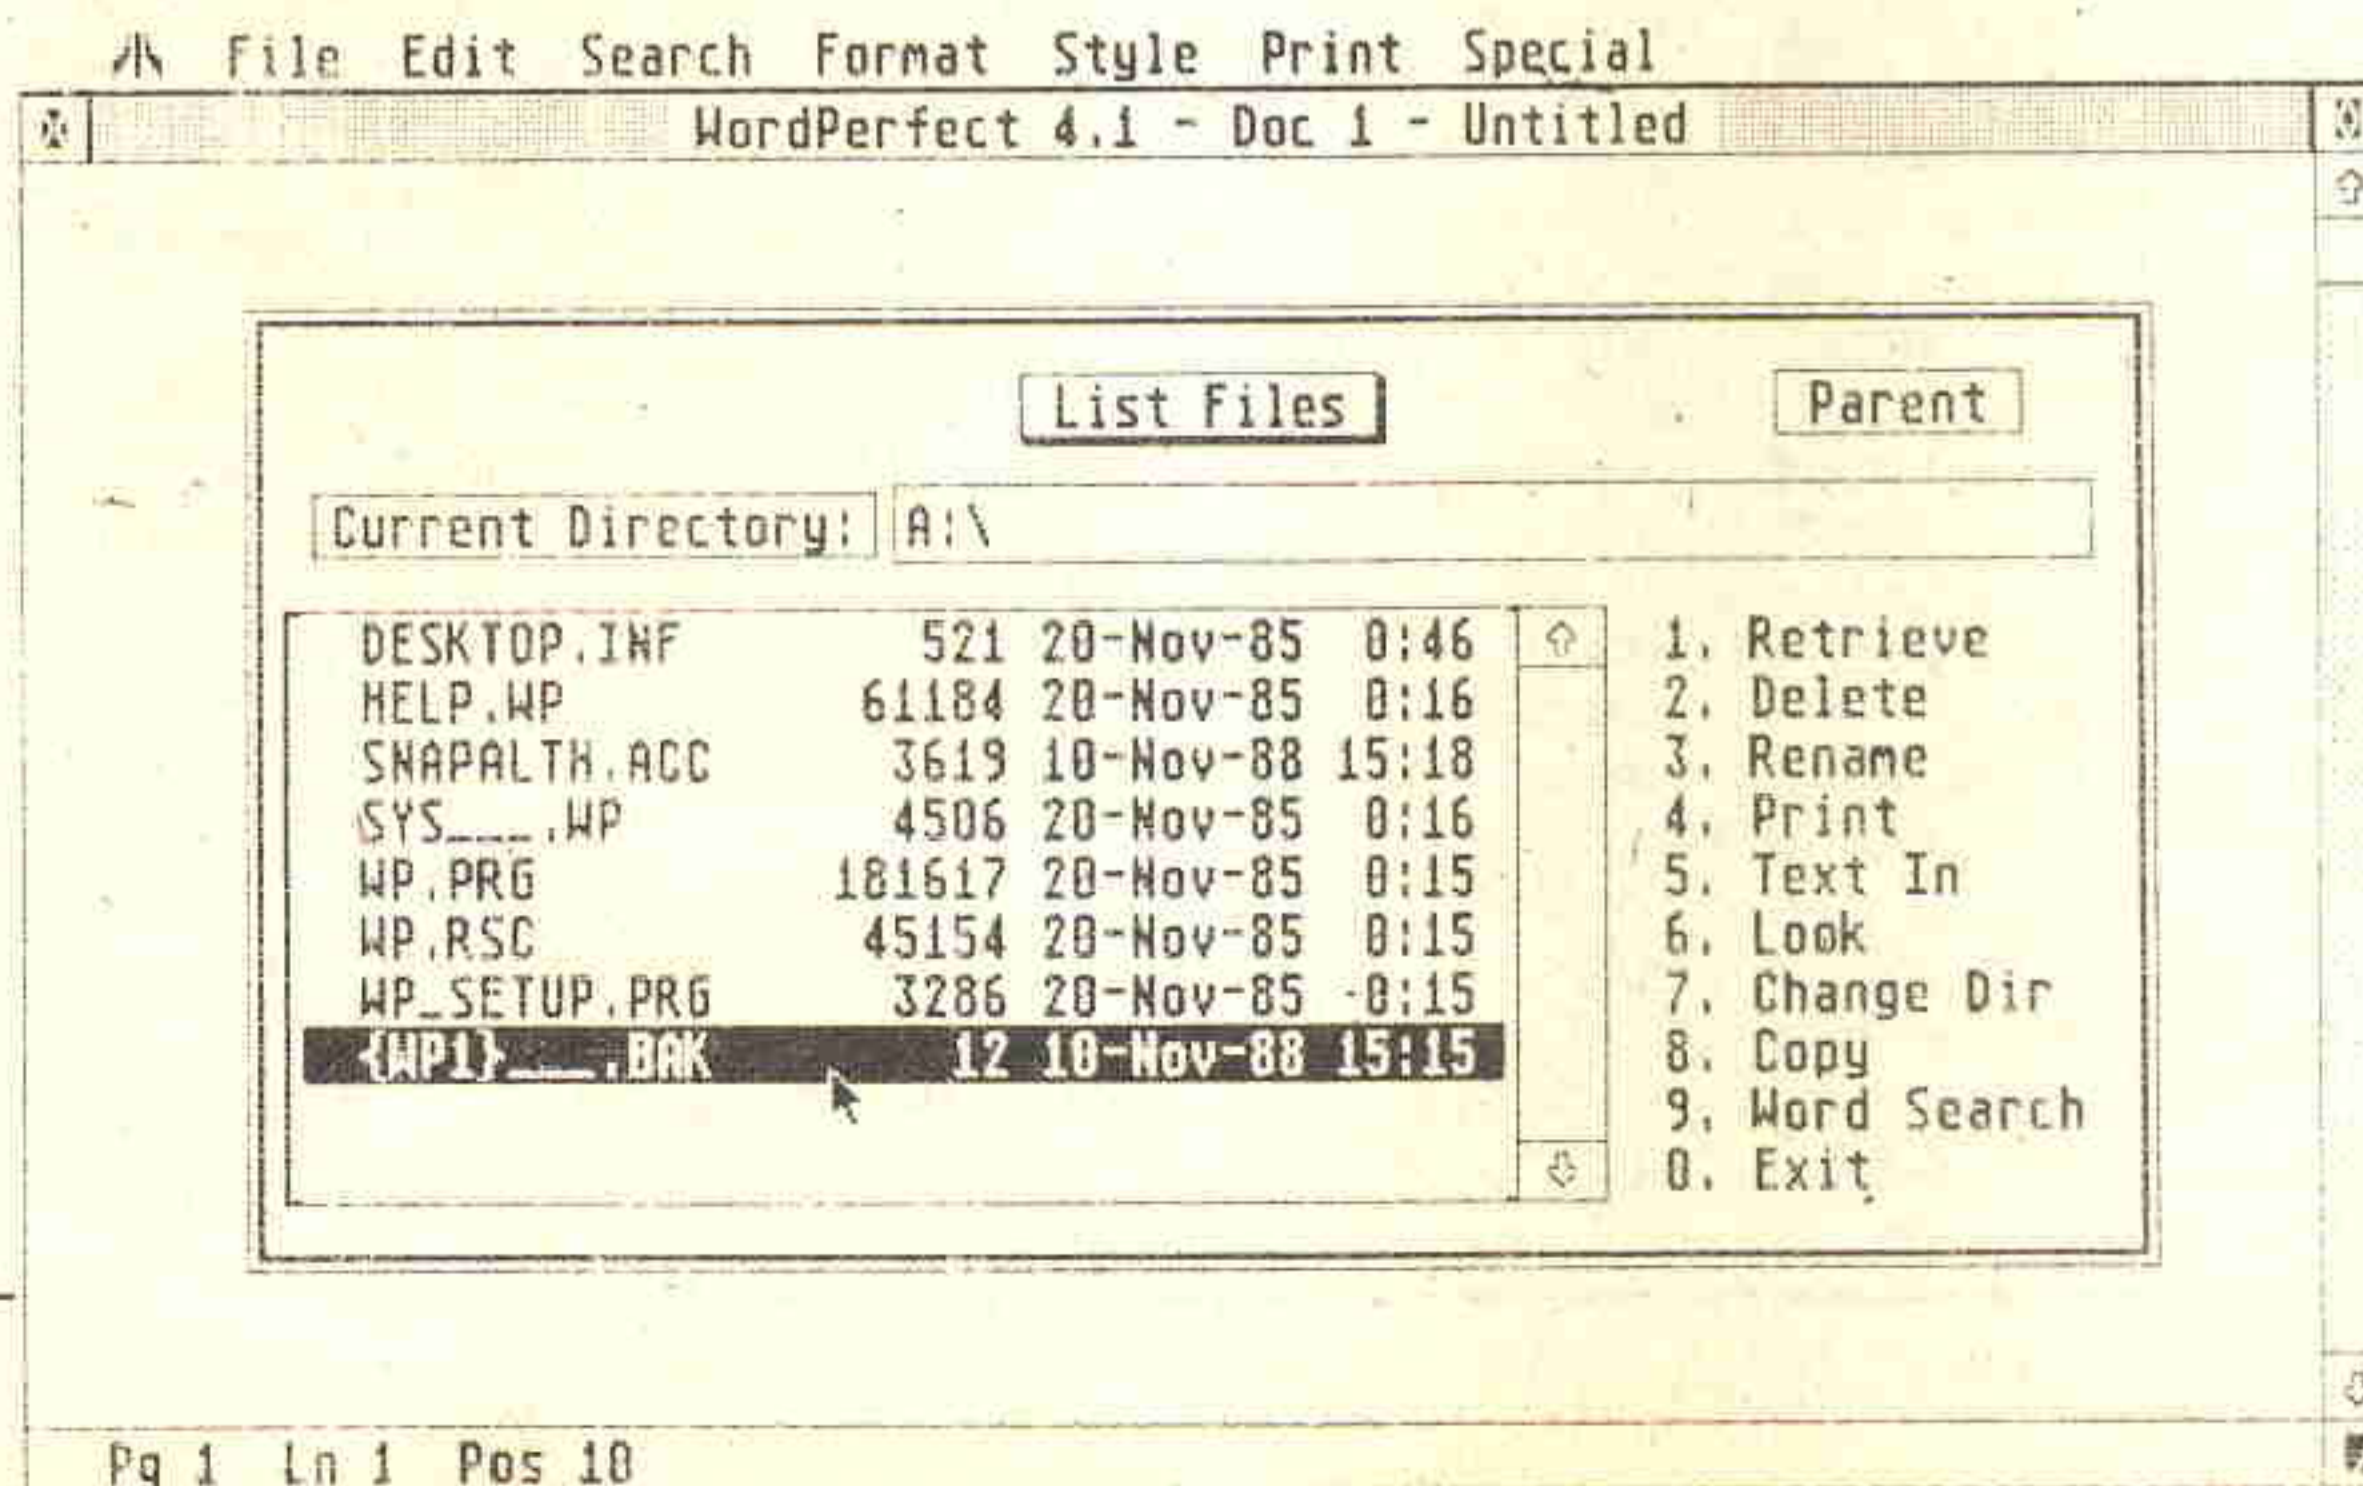 File Edit Search Format Style Print Special
WordPerfect 4.1 - Doc 1 - Untitled
List Files
Parent
Current Directory: A:\
DESKTOP.INF 521 20-Nov-85 0:46
HELP.WP 61184 20-Nov-85 0:16
SNAPALTH.ACC 3619 10-Nov-88 15:18
SYS___.WP 4506 20-Nov-85 0:16
WP.PRG 181617 20-Nov-85 0:15
WP.RSC 45154 20-Nov-85 0:15
WP_SETUP.PRG 3286 20-Nov-85 0:15
{WP1}___.BAK 12 10-Nov-88 15:15
1. Retrieve
2. Delete
3. Rename
4. Print
5. Text In
6. Look
7. Change Dir
8. Copy
9. Word Search
0. Exit
Pg 1 Ln 1 Pos 10